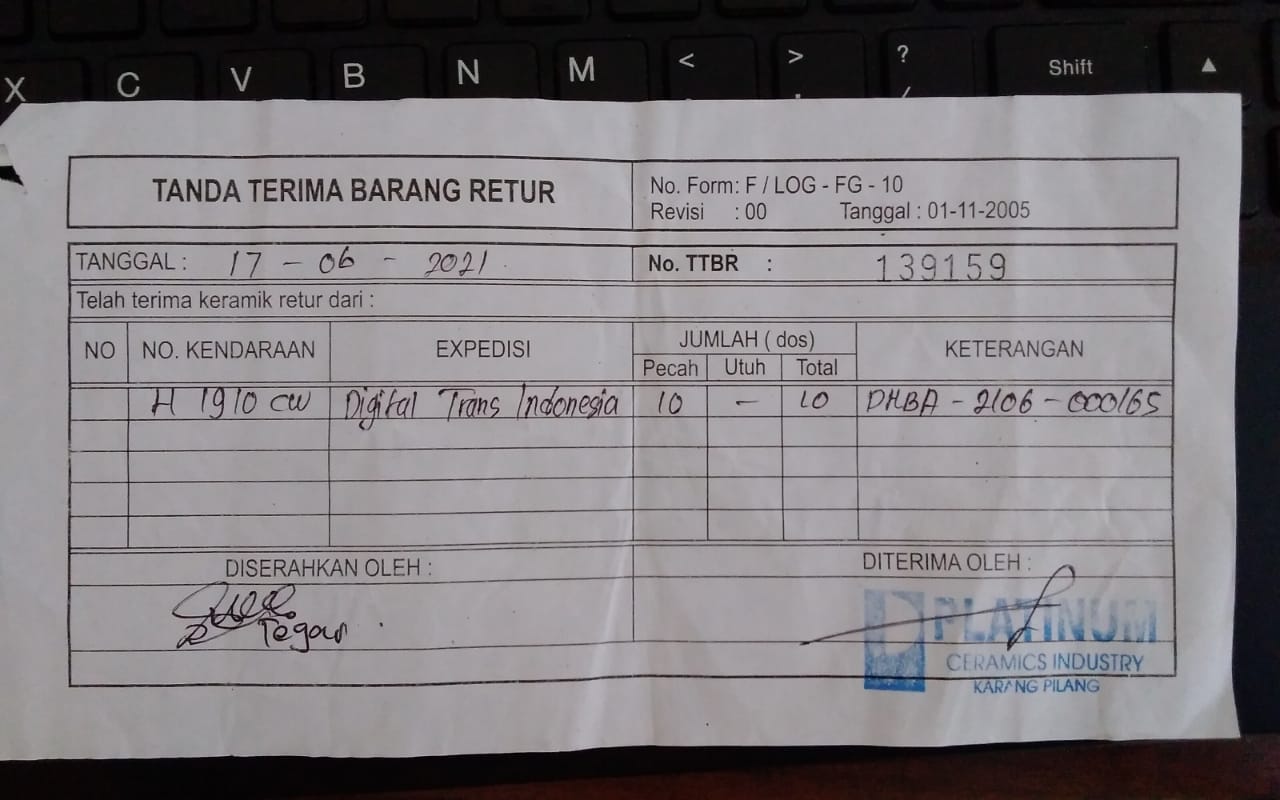 X C V B N M < > ? / Shift ▲
TANDA TERIMA BARANG RETUR
No. Form: F / LOG - FG - 10
Revisi : 00 Tanggal : 01-11-2005
TANGGAL : 17 - 06 - 2021
No. TTBR : 139159
Telah terima keramik retur dari :
NO NO. KENDARAAN EXPEDISI JUMLAH ( dos) KETERANGAN
Pecah Utuh Total
H 1910 CW Digital Trans Indonesia 10 - 10 DHBA - 2106 - 000165
DISERAHKAN OLEH : DITERIMA OLEH :
Tegar
PLATINUM
CERAMICS INDUSTRY
KARANG PILANG